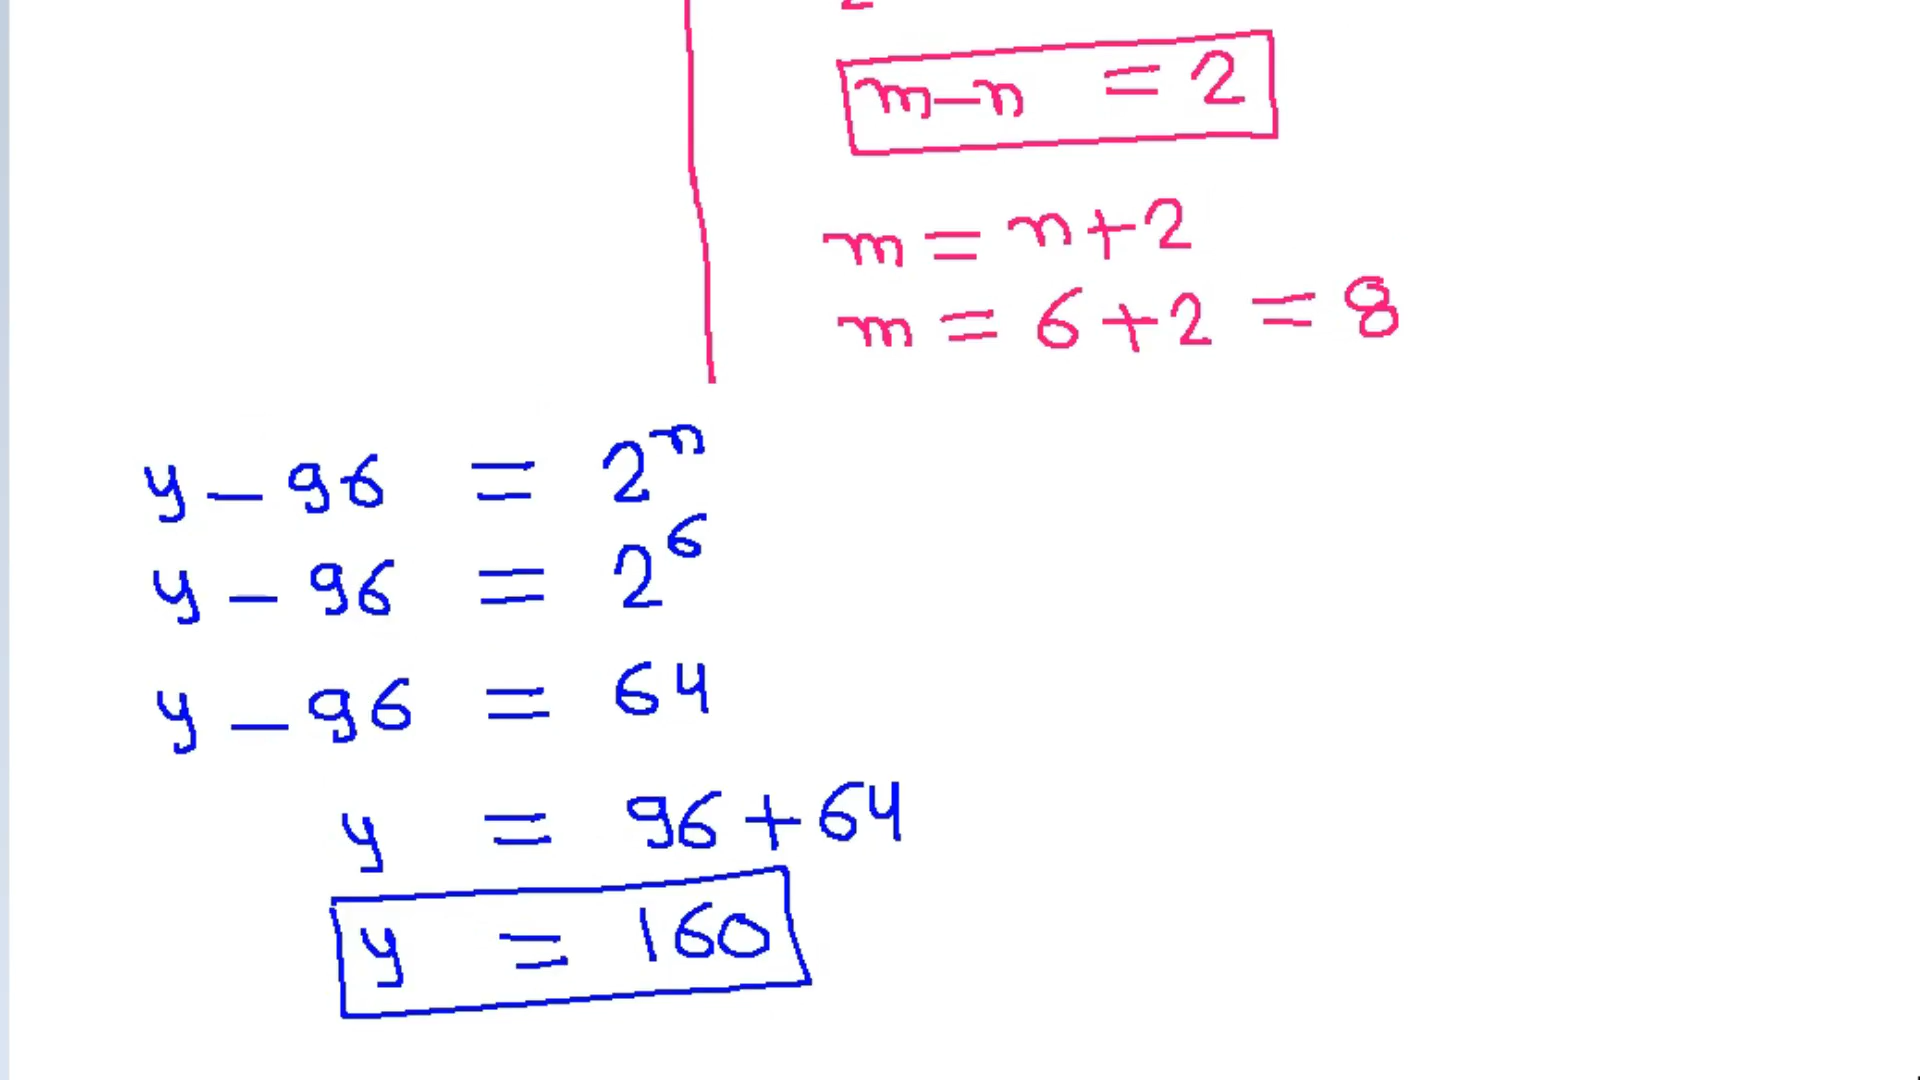 m-n = 2
m = n+2
m = 6+2 = 8
y - 96 = 2^n
y - 96 = 2^6
y - 96 = 64
y = 96+64
y = 160